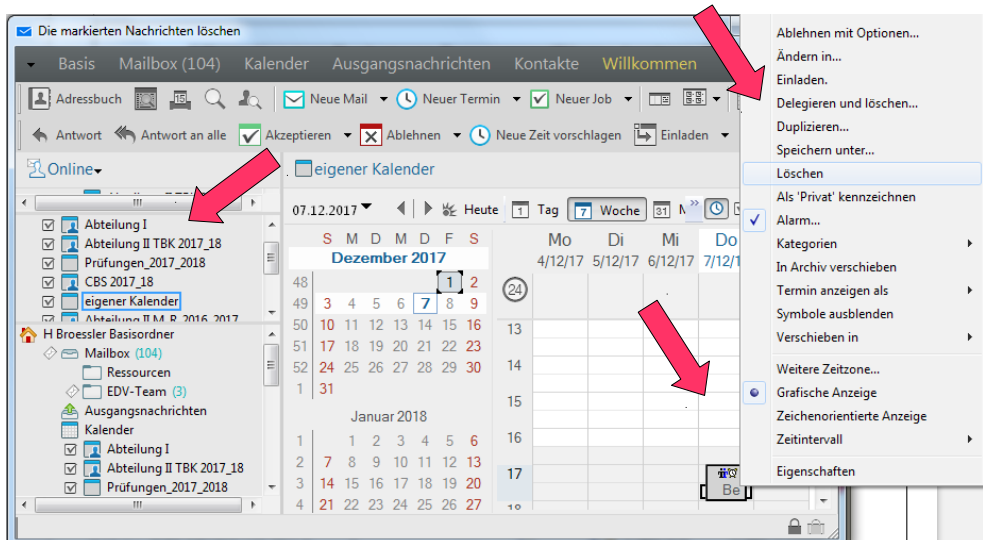 Die markierten Nachrichten löschen
Basis Mailbox (104) Kalender Ausgangsnachrichten Kontakte Willkommen
Adressbuch 15 Neue Mail Neuer Termin Neuer Job
Antwort Antwort an alle Akzeptieren Ablehnen Neue Zeit vorschlagen Einladen
Online
Abteilung I
Abteilung II TBK 2017_18
Prüfungen_2017_2018
CBS 2017_18
eigener Kalender
Abteilung II M_R_2016_2017
H Broessler Basisordner
Mailbox (104)
Ressourcen
EDV-Team (3)
Ausgangsnachrichten
Kalender
Abteilung I
Abteilung II TBK 2017_18
Prüfungen_2017_2018
eigener Kalender
07.12.2017 Heute 1 Tag 7 Woche 31
S M D M D F S
Dezember 2017
48 1 2
49 3 4 5 6 7 8 9
50 10 11 12 13 14 15 16
51 17 18 19 20 21 22 23
52 24 25 26 27 28 29 30
1 31
Januar 2018
1 1 2 3 4 5 6
2 7 8 9 10 11 12 13
3 14 15 16 17 18 19 20
4 21 22 23 24 25 26 27
Mo Di Mi Do
4/12/17 5/12/17 6/12/17 7/12/1
24
13
14
15
16
17
18
Be
Ablehnen mit Optionen...
Ändern in...
Einladen.
Delegieren und löschen...
Duplizieren...
Speichern unter...
Löschen
Als 'Privat' kennzeichnen
Alarm...
Kategorien
In Archiv verschieben
Termin anzeigen als
Symbole ausblenden
Verschieben in
Weitere Zeitzone...
Grafische Anzeige
Zeichenorientierte Anzeige
Zeitintervall
Eigenschaften